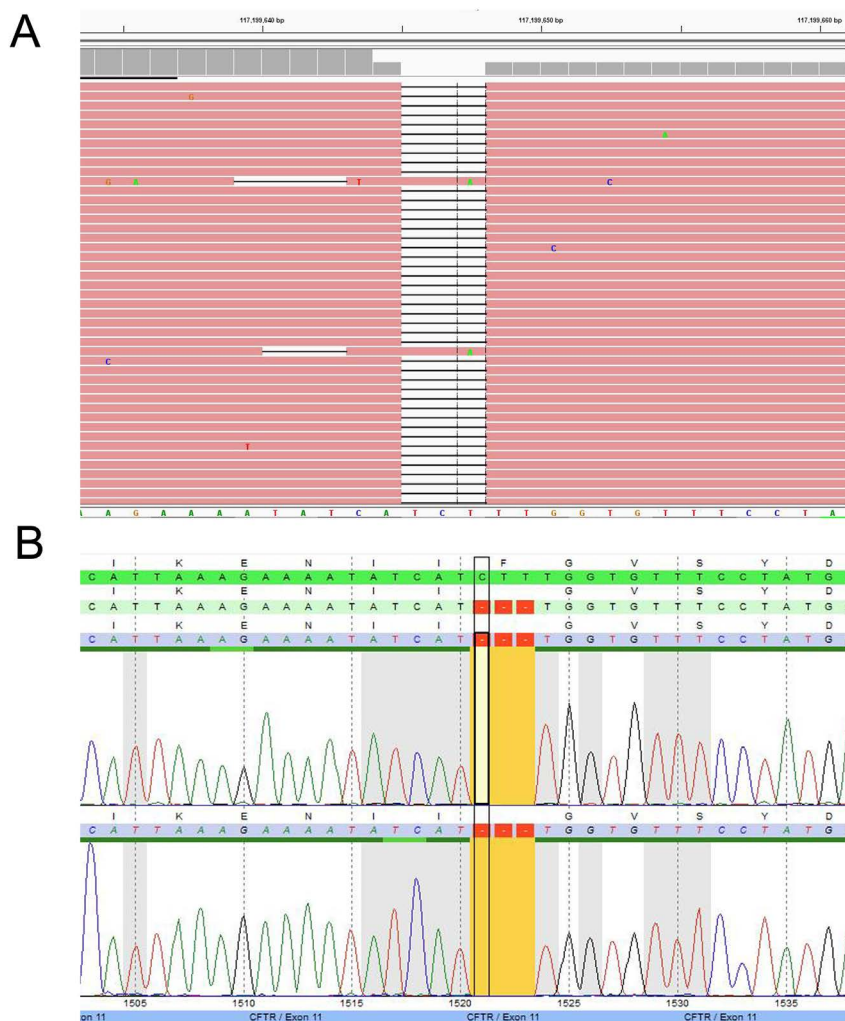 A
117,199,640 bp 117,199,650 bp 117,199,660 bp
G
A
G A T A C
C
A
C
T
A A G A A A A T A T C A T C T T T G G T G T T T C C T A
B
I K E N I I F G V S Y D
C A T T A A A G A A A A T A T C A T C T T T G G T G T T T C C T A T G
I K E N I I G V S Y D
C A T T A A A G A A A A T A T C A T - - - T G G T G T T T C C T A T G
I K E N I I G V S Y D
C A T T A A A G A A A A T A T C A T - - - T G G T G T T T C C T A T G
I K E N I I G V S Y D
C A T T A A A G A A A A T A T C A T - - - T G G T G T T T C C T A T G
1505 1510 1515 1520 1525 1530 1535
on 11 CFTR / Exon 11 CFTR / Exon 11 CFTR / Exon 11